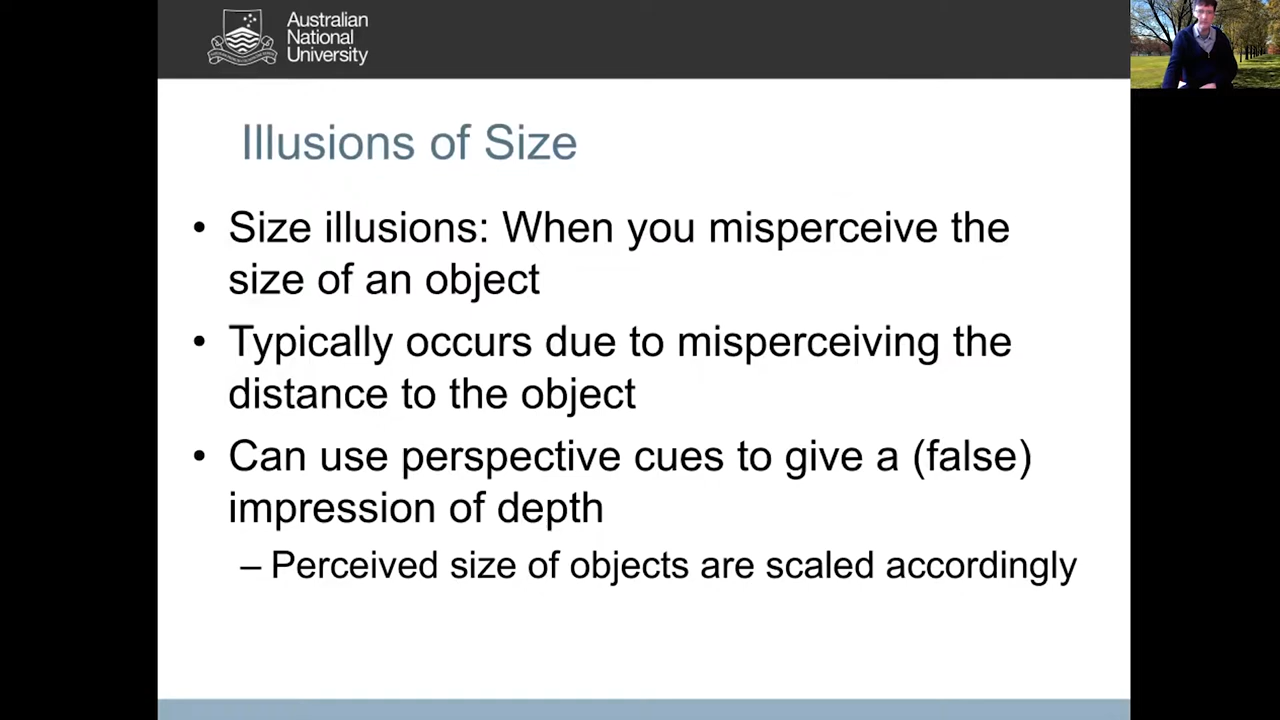 Australian
National
University
Illusions of Size
• Size illusions: When you misperceive the
size of an object
• Typically occurs due to misperceiving the
distance to the object
• Can use perspective cues to give a (false)
impression of depth
– Perceived size of objects are scaled accordingly